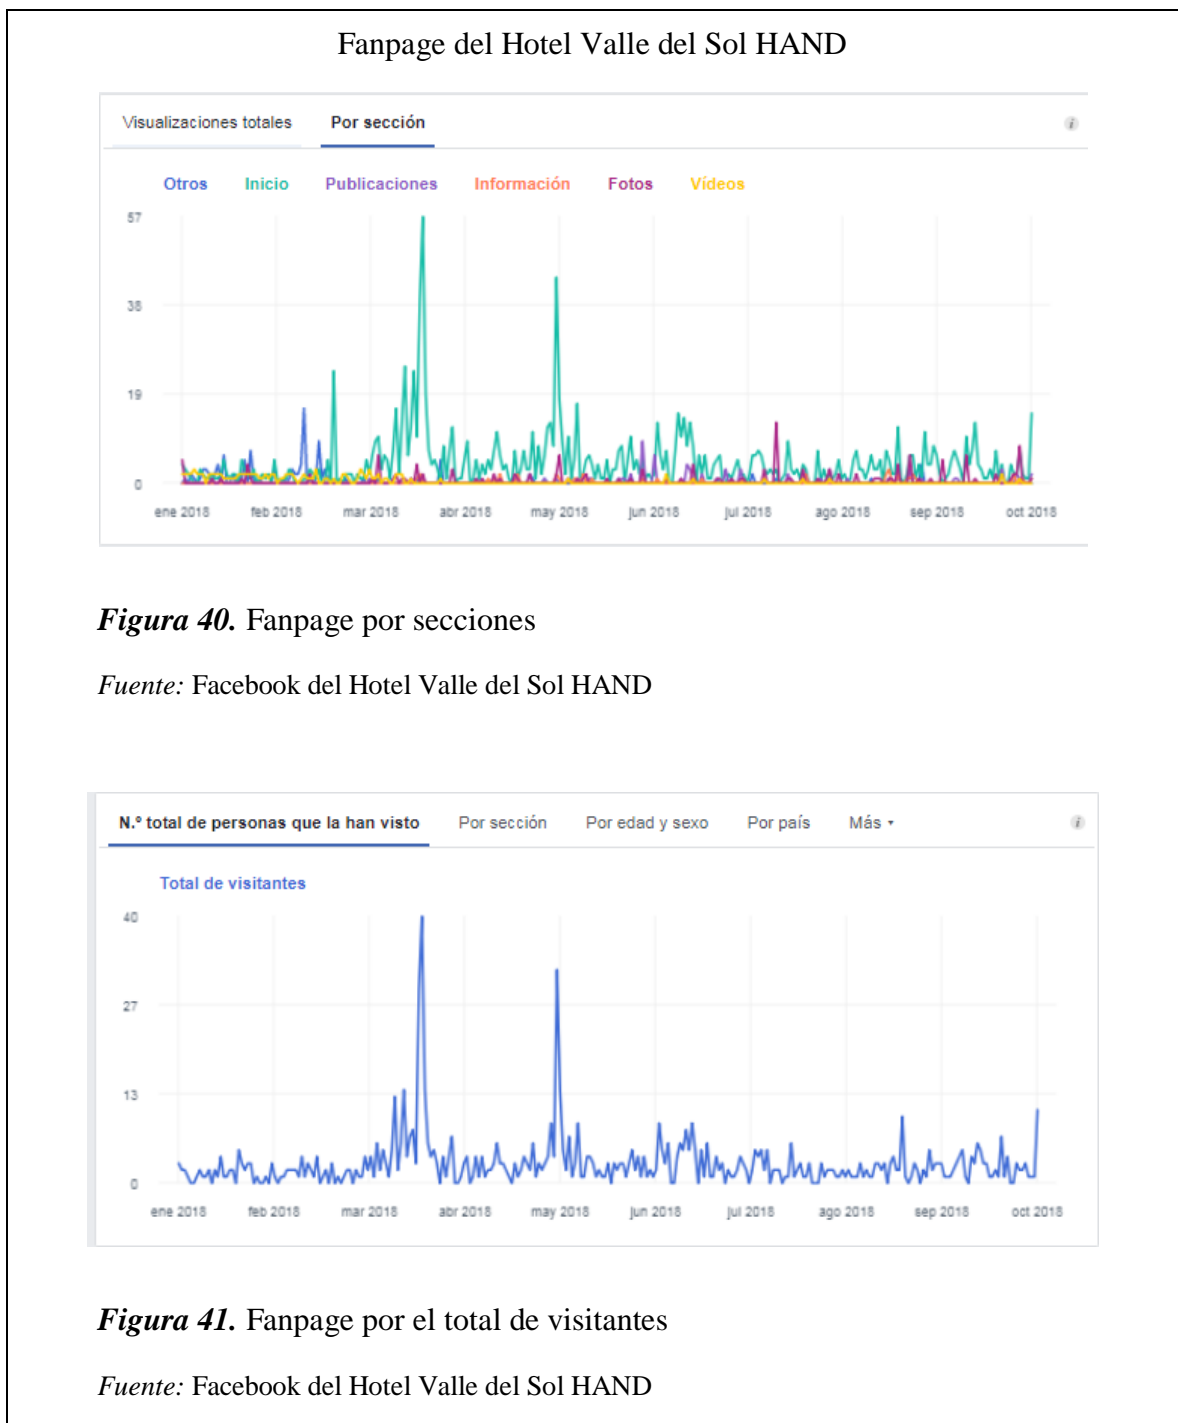 Fanpage del Hotel Valle del Sol HAND
Visualizaciones totales Por sección
Otros Inicio Publicaciones Información Fotos Vídeos
57
38
19
0
ene 2018 feb 2018 mar 2018 abr 2018 may 2018 jun 2018 jul 2018 ago 2018 sep 2018 oct 2018
Figura 40. Fanpage por secciones
Fuente: Facebook del Hotel Valle del Sol HAND
N.º total de personas que la han visto Por sección Por edad y sexo Por país Más
Total de visitantes
40
27
13
0
ene 2018 feb 2018 mar 2018 abr 2018 may 2018 jun 2018 jul 2018 ago 2018 sep 2018 oct 2018
Figura 41. Fanpage por el total de visitantes
Fuente: Facebook del Hotel Valle del Sol HAND